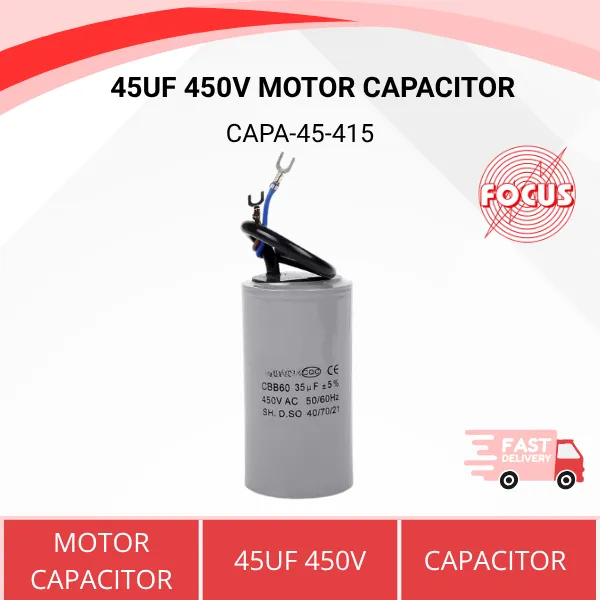 45UF 450V MOTOR CAPACITOR
CAPA-45-415
FOCUS
CQC CE
CBB60 35µF ±5%
450V AC 50/60Hz
SH. D.SO 40/70/21
FAST
DELIVERY
MOTOR
CAPACITOR
45UF 450V
CAPACITOR